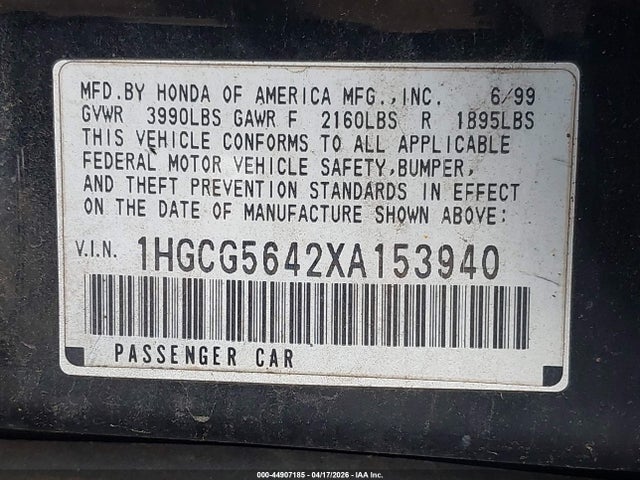 MFD.BY HONDA OF AMERICA MFG.,INC. 6/99
GVWR 3990LBS GAWR F 2160LBS R 1895LBS
THIS VEHICLE CONFORMS TO ALL APPLICABLE
FEDERAL MOTOR VEHICLE SAFETY,BUMPER,
AND THEFT PREVENTION STANDARDS IN EFFECT
ON THE DATE OF MANUFACTURE SHOWN ABOVE:
V.I.N. 1HGCG5642XA153940
PASSENGER CAR
000-44907185 - 04/17/2026 - IAA Inc.